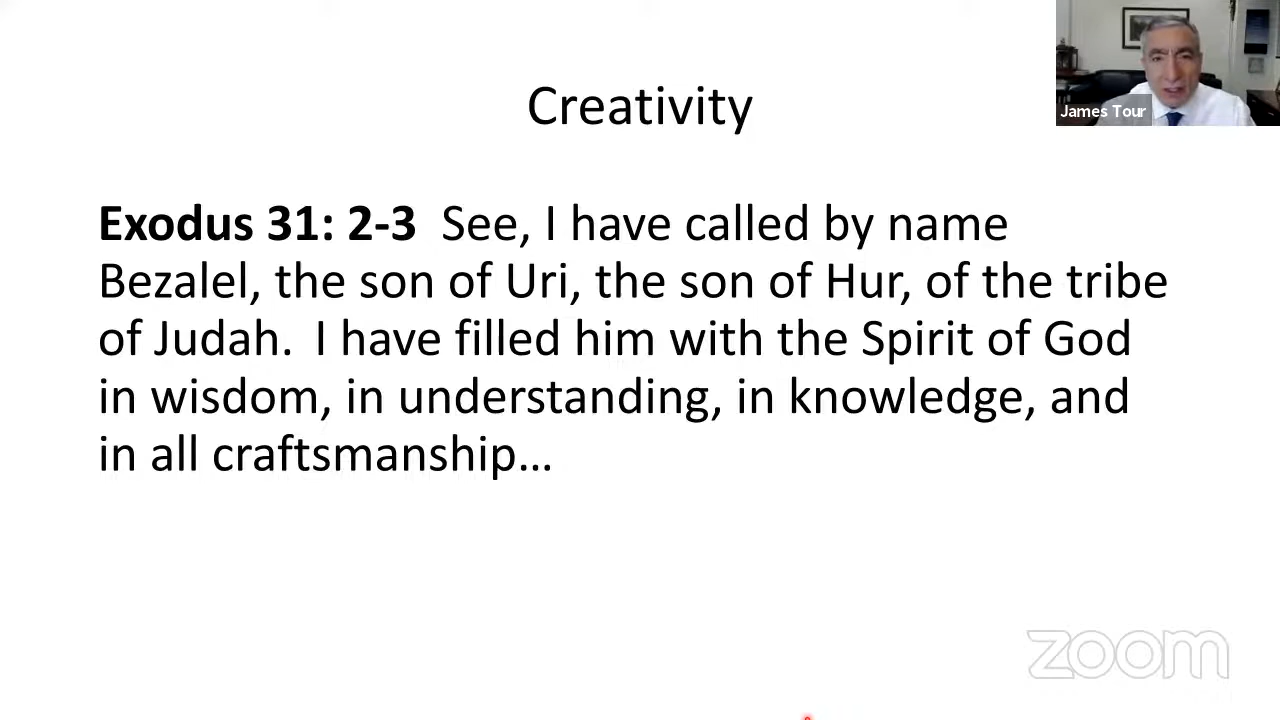 Creativity
James Tour
Exodus 31: 2-3 See, I have called by name
Bezalel, the son of Uri, the son of Hur, of the tribe
of Judah. I have filled him with the Spirit of God
in wisdom, in understanding, in knowledge, and
in all craftsmanship...
zoom